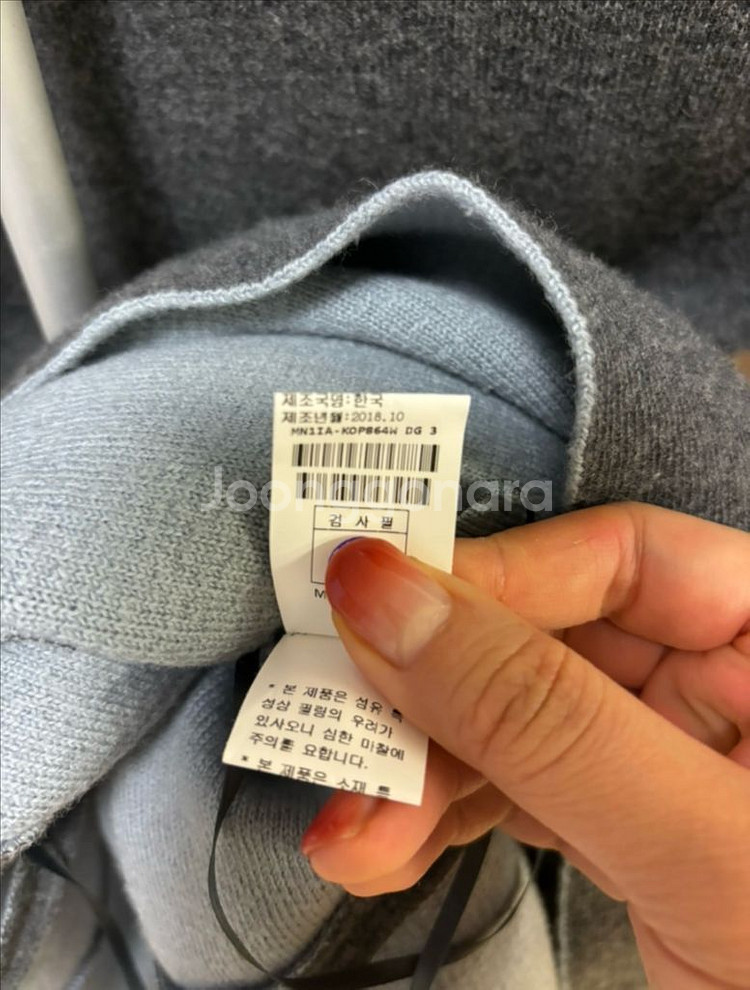 제조국명:한국
제조년월:2018.10
MN1IA-KOP864W DG 3
Joonggonara
검 사 필
M
* 본 제품은 섬유 특
성상 필링의 우려가
있사오니 심한 마찰에
주의를 요합니다.
* 본 제품은 소재 특